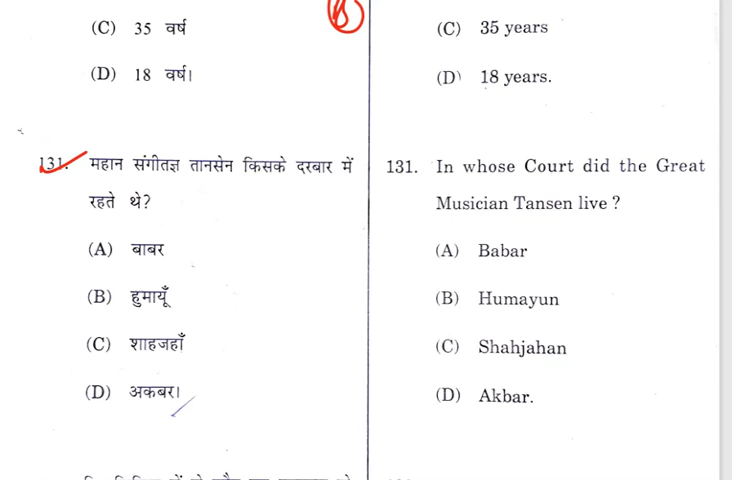 (C) 35 वर्ष
(D) 18 वर्ष।
131. महान संगीतज्ञ तानसेन किसके दरबार में
रहते थे?
(A) बाबर
(B) हुमायूँ
(C) शाहजहाँ
(D) अकबर।
B
(C) 35 years
(D) 18 years.
131. In whose Court did the Great
Musician Tansen live ?
(A) Babar
(B) Humayun
(C) Shahjahan
(D) Akbar.